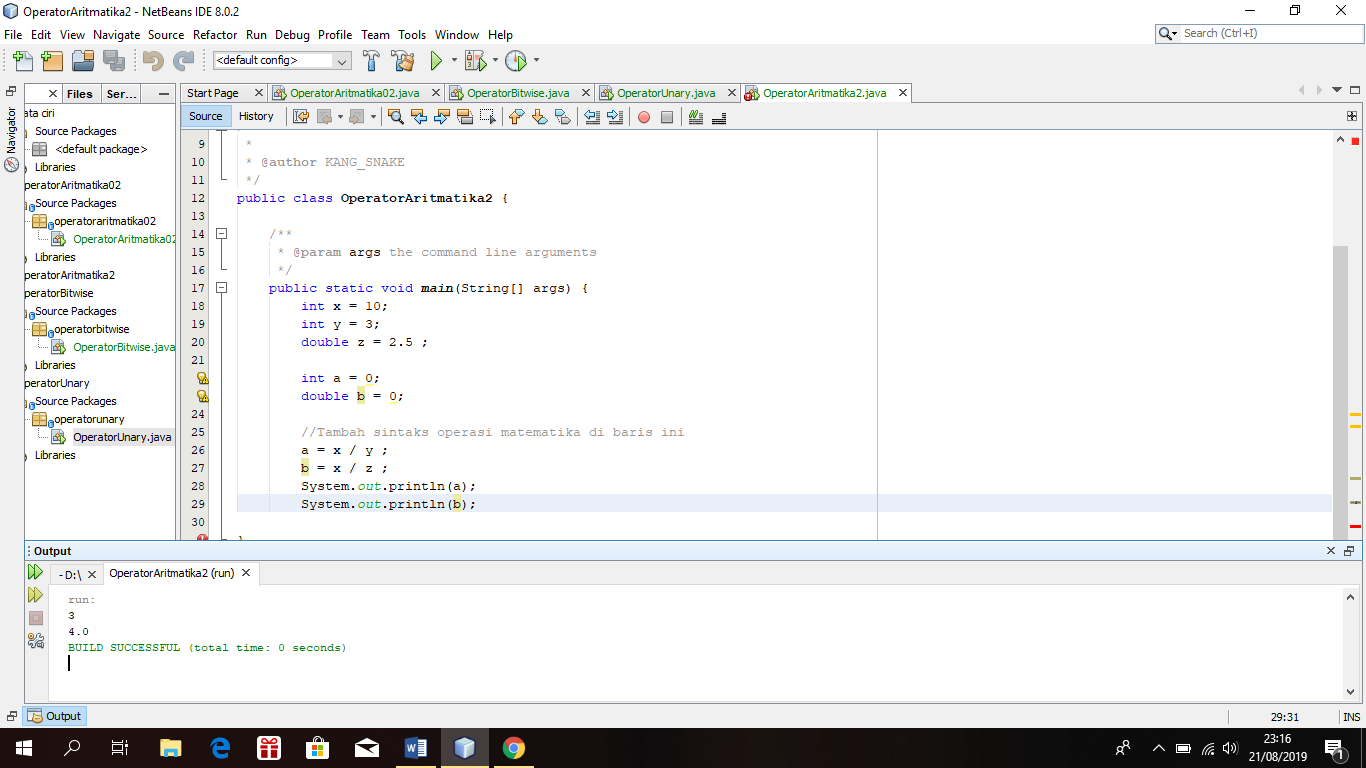 OperatorAritmatika2 - NetBeans IDE 8.0.2
File Edit View Navigate Source Refactor Run Debug Profile Team Tools Window Help
Search (Ctrl+I)
<default config>
Files Ser...
Start Page OperatorAritmatika02.java OperatorBitwise.java OperatorUnary.java OperatorAritmatika2.java
Navigator
ata ciri
Source Packages
<default package>
Libraries
peratorAritmatika02
Source Packages
operatoraritmatika02
OperatorAritmatika02
Libraries
peratorAritmatika2
peratorBitwise
Source Packages
operatorbitwise
OperatorBitwise.java
Libraries
peratorUnary
Source Packages
operatorunary
OperatorUnary.java
Libraries
Source History
9 *
10 * @author KANG_SNAKE
11 */
12 public class OperatorAritmatika2 {
13
14 /**
15 * @param args the command line arguments
16 */
17 public static void main(String[] args) {
18 int x = 10;
19 int y = 3;
20 double z = 2.5 ;
21
int a = 0;
double b = 0;
24
25 //Tambah sintaks operasi matematika di baris ini
26 a = x / y ;
27 b = x / z ;
28 System.out.println(a);
29 System.out.println(b);
30
Output
-D:\ OperatorAritmatika2 (run)
run:
3
4.0
BUILD SUCCESSFUL (total time: 0 seconds)
Output
29:31 INS
23:16
21/08/2019
1